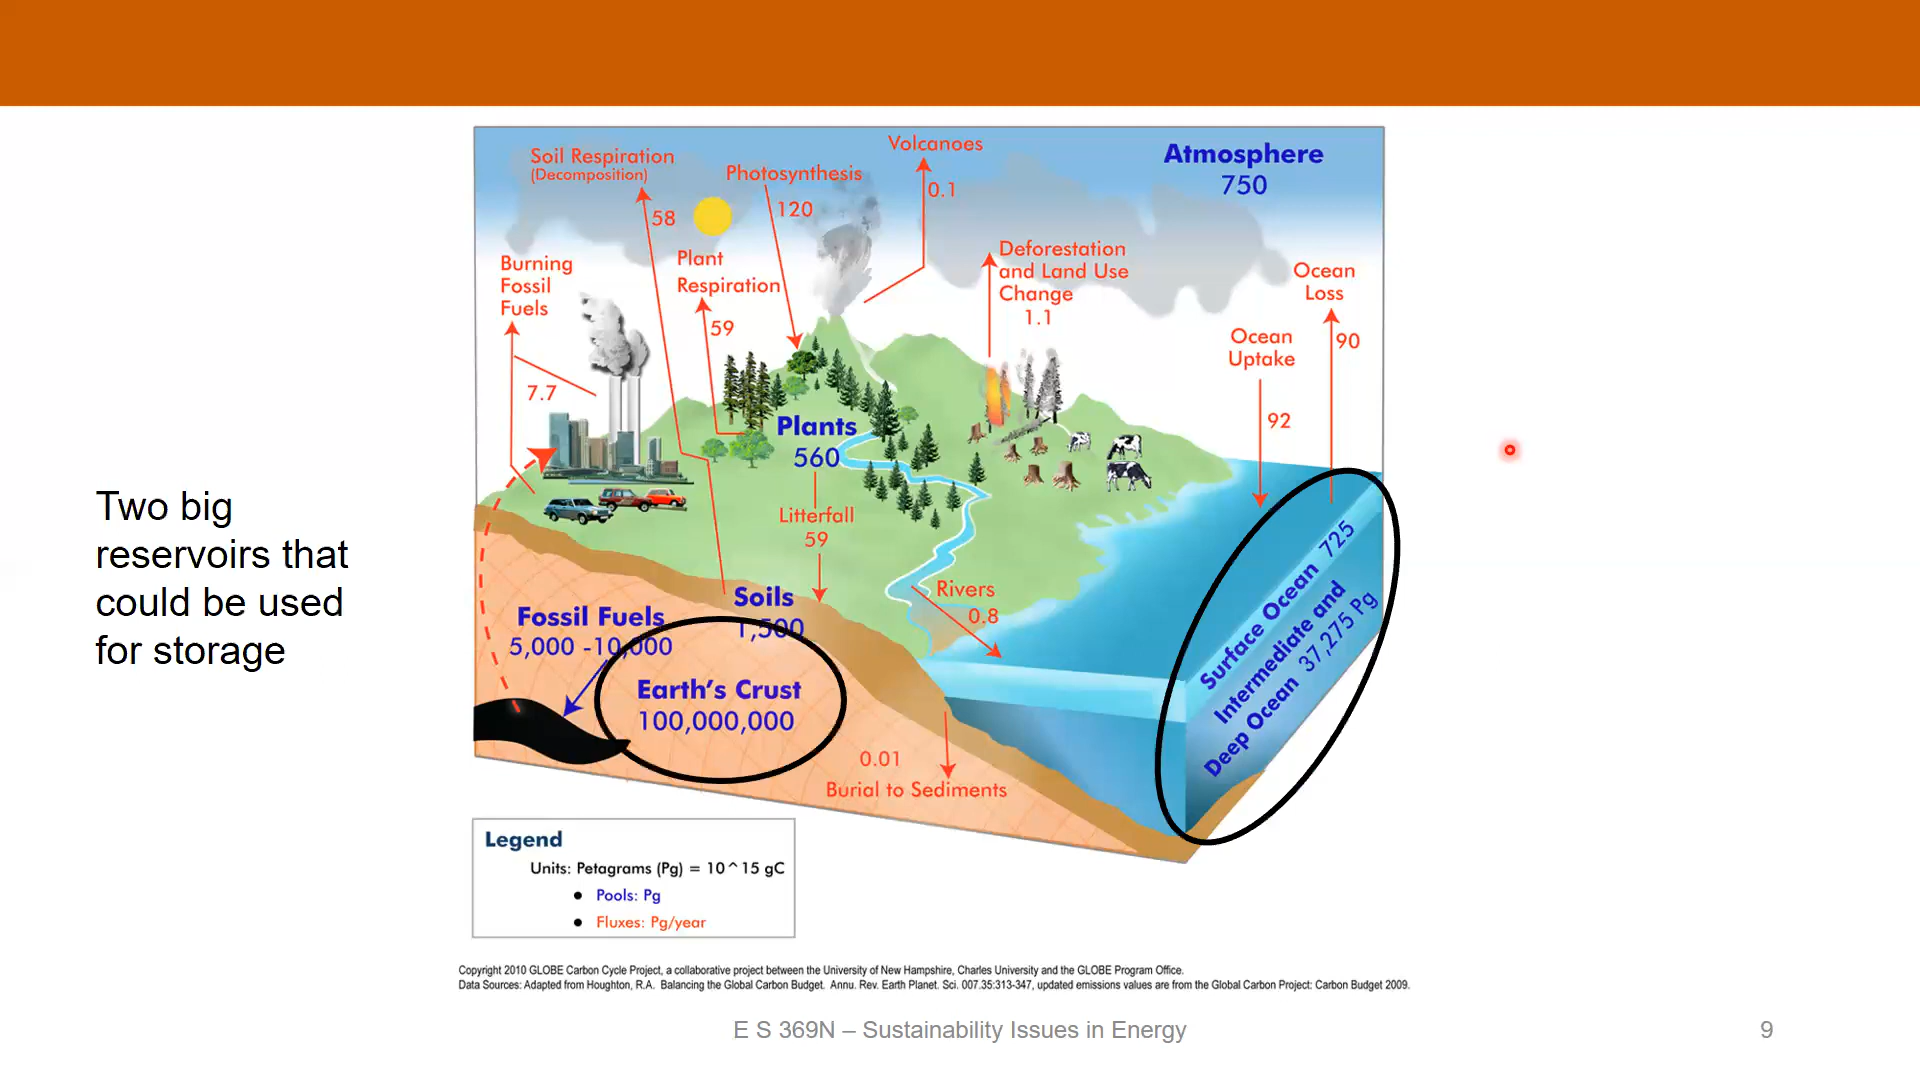 Two big
reservoirs that
could be used
for storage
Soil Respiration
(Decomposition)
58
Photosynthesis
120
Volcanoes
0.1
Atmosphere
750
Burning
Fossil
Fuels
7.7
Plant
Respiration
59
Deforestation
and Land Use
Change
1.1
Ocean
Loss
90
Ocean
Uptake
92
Plants
560
Litterfall
59
Rivers
0.8
Soils
1,500
Fossil Fuels
5,000 -10,000
Earth's Crust
100,000,000
0.01
Burial to Sediments
Surface Ocean 725
Intermediate and
Deep Ocean 37,275 Pg
Legend
Units: Petagrams (Pg) = 10^15 gC
• Pools: Pg
• Fluxes: Pg/year
Copyright 2010 GLOBE Carbon Cycle Project, a collaborative project between the University of New Hampshire, Charles University and the GLOBE Program Office.
Data Sources: Adapted from Houghton, R.A. Balancing the Global Carbon Budget. Annu. Rev. Earth Planet. Sci. 007.35:313-347, updated emissions values are from the Global Carbon Project: Carbon Budget 2009.
E S 369N – Sustainability Issues in Energy
9